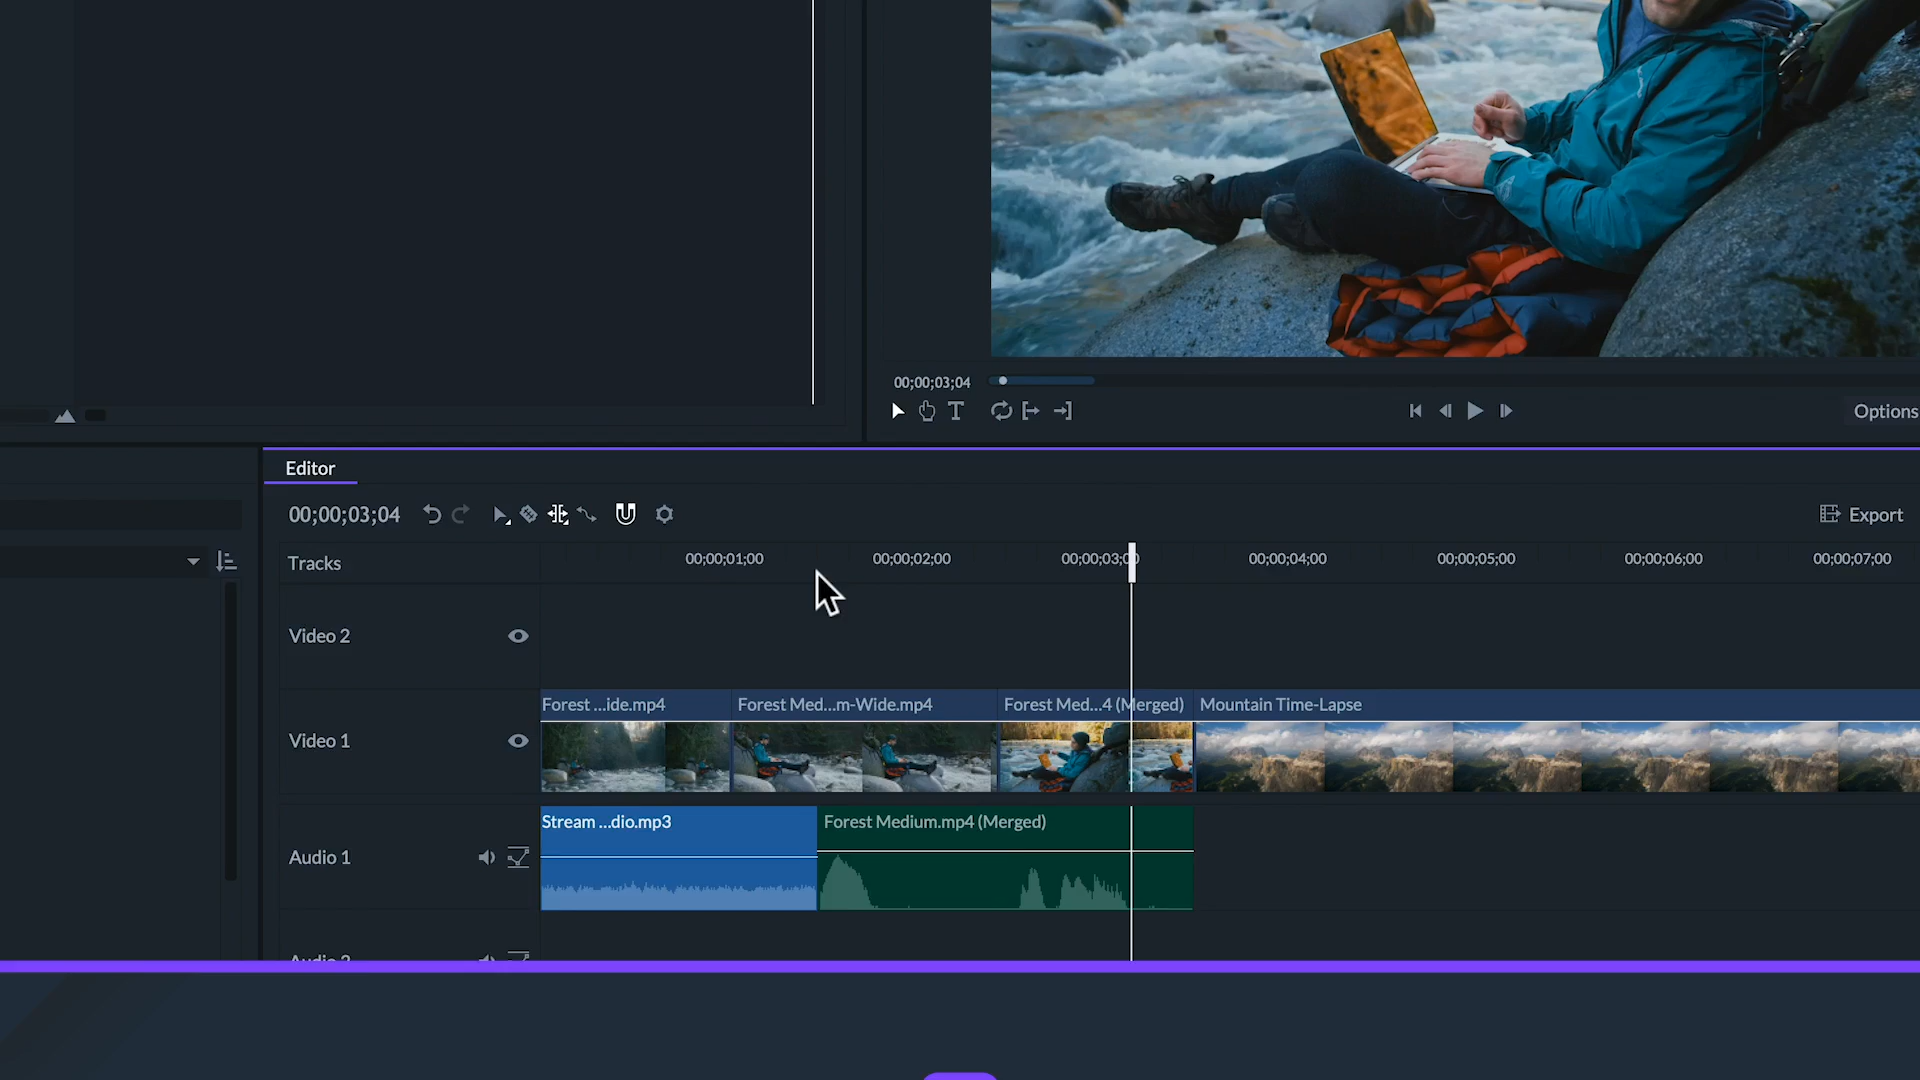 00;00;03;04
Options
Editor
00;00;03;04
Export
Tracks
00;00;01;00
00;00;02;00
00;00;03;00
00;00;04;00
00;00;05;00
00;00;06;00
00;00;07;00
Video 2
Forest ...ide.mp4
Forest Med...m-Wide.mp4
Forest Med...4 (Merged)
Mountain Time-Lapse
Video 1
Stream ...dio.mp3
Forest Medium.mp4 (Merged)
Audio 1
Audio 2